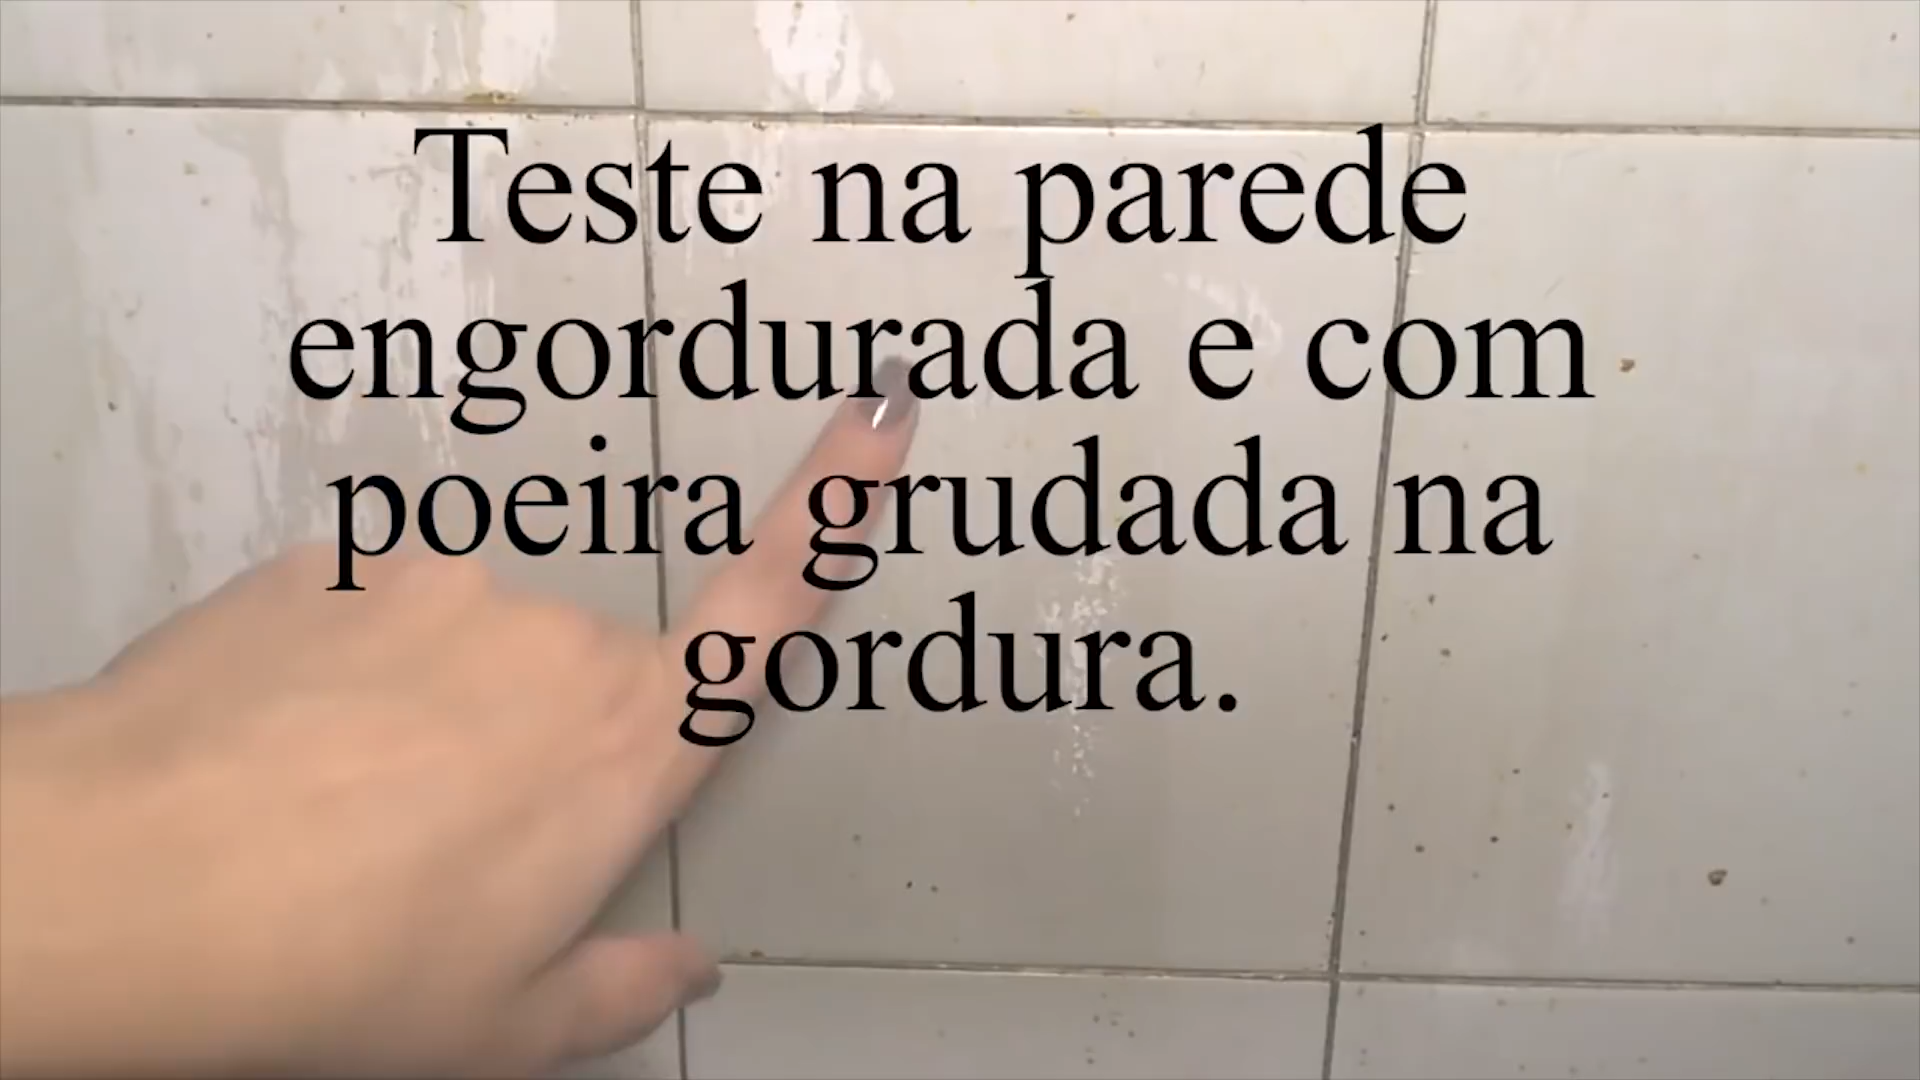 Teste na parede
engordurada e com
poeira grudada na
gordura.